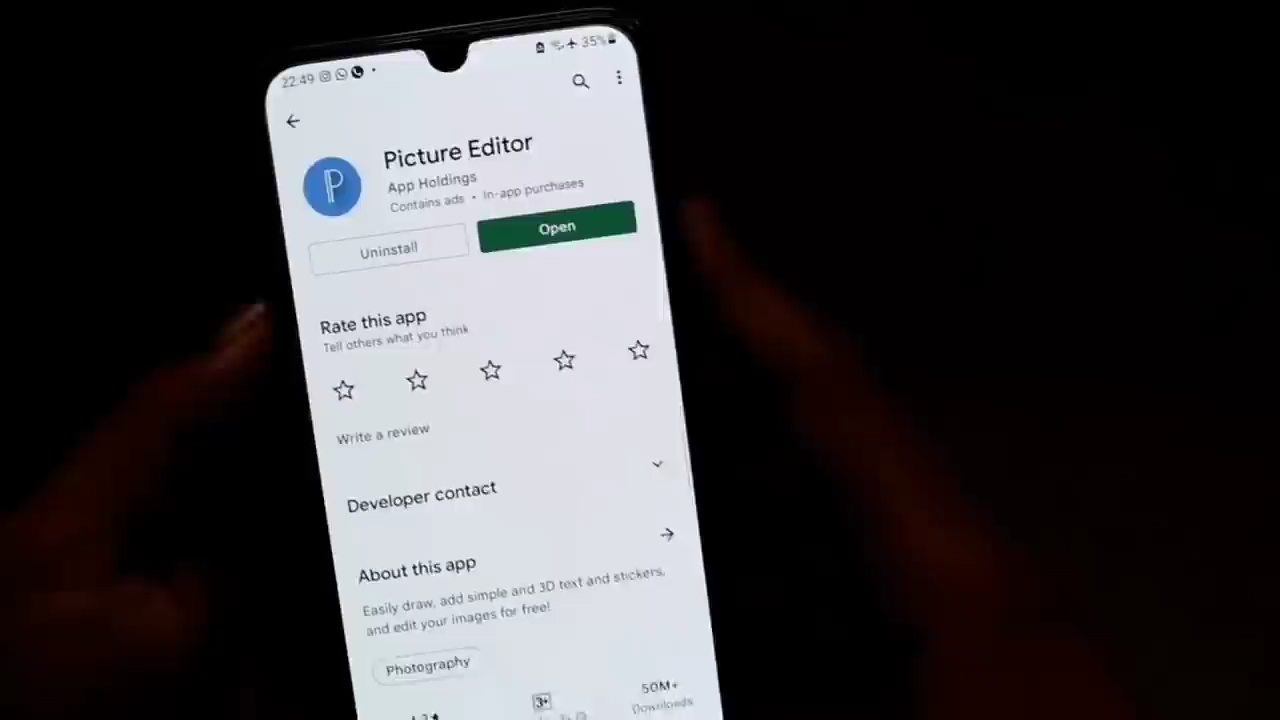 22:49 35%
Picture Editor
P
App Holdings
Contains ads • In-app purchases
Uninstall
Open
Rate this app
Tell others what you think
Write a review
Developer contact
About this app
Easily draw, add simple and 3D text and stickers,
and edit your images for free!
Photography
3+
50M+
Downloads